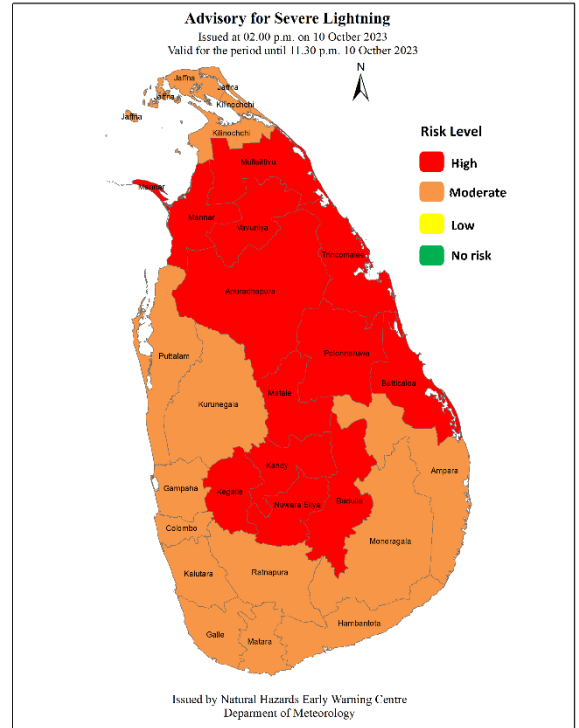 Advisory for Severe Lightning
Issued at 02.00 p.m. on 10 Octber 2023
Valid for the period until 11.30 p.m. 10 Octher 2023
N
Jaffna
Jaffna
Jaffna
Jaffna
Kilinochchi
Kilinochchi
Risk Level
High
Moderate
Low
No risk
Mullaitivu
Mannar
Mannar
Vavuniya
Trincomalee
Anuradhapura
Puttalam
Polonnaruwa
Batticaloa
Matale
Kurunegala
Kandy
Ampara
Gampaha
Kegalle
Nuwara Eliya
Badulla
Colombo
Moneragala
Kalutara
Ratnapura
Hambantota
Galle
Matara
Issued by Natural Hazards Early Warning Centre
Deparment of Meteorology